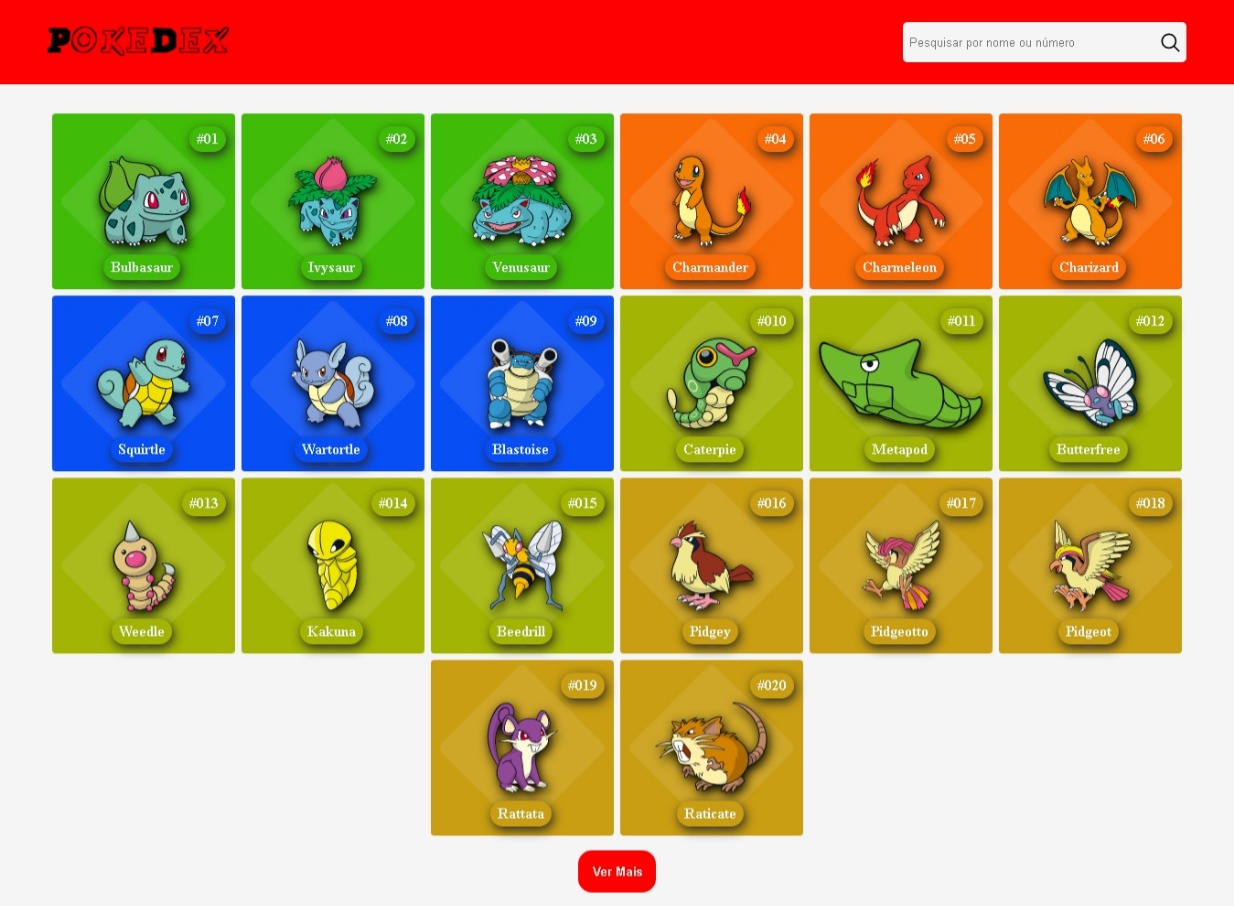 POKEDEX
Pesquisar por nome ou número
#01 #02 #03 #04 #05 #06
Bulbasaur Ivysaur Venusaur Charmander Charmeleon Charizard
#07 #08 #09 #010 #011 #012
Squirtle Wartortle Blastoise Caterpie Metapod Butterfree
#013 #014 #015 #016 #017 #018
Weedle Kakuna Beedrill Pidgey Pidgeotto Pidgeot
#019 #020
Rattata Raticate
Ver Mais